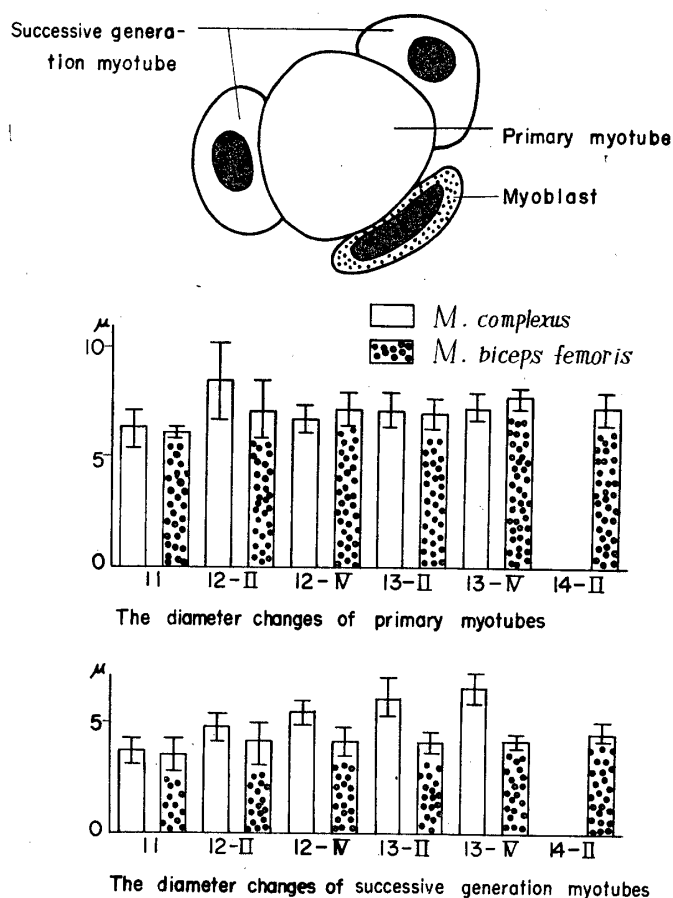 Successive genera-
tion myotube
Primary myotube
Myoblast
M. complexus
M. biceps femoris
μ
10
5
0
11 12-II 12-IV 13-II 13-IV 14-II
The diameter changes of primary myotubes
μ
5
0
11 12-II 12-IV 13-II 13-IV 14-II
The diameter changes of successive generation myotubes